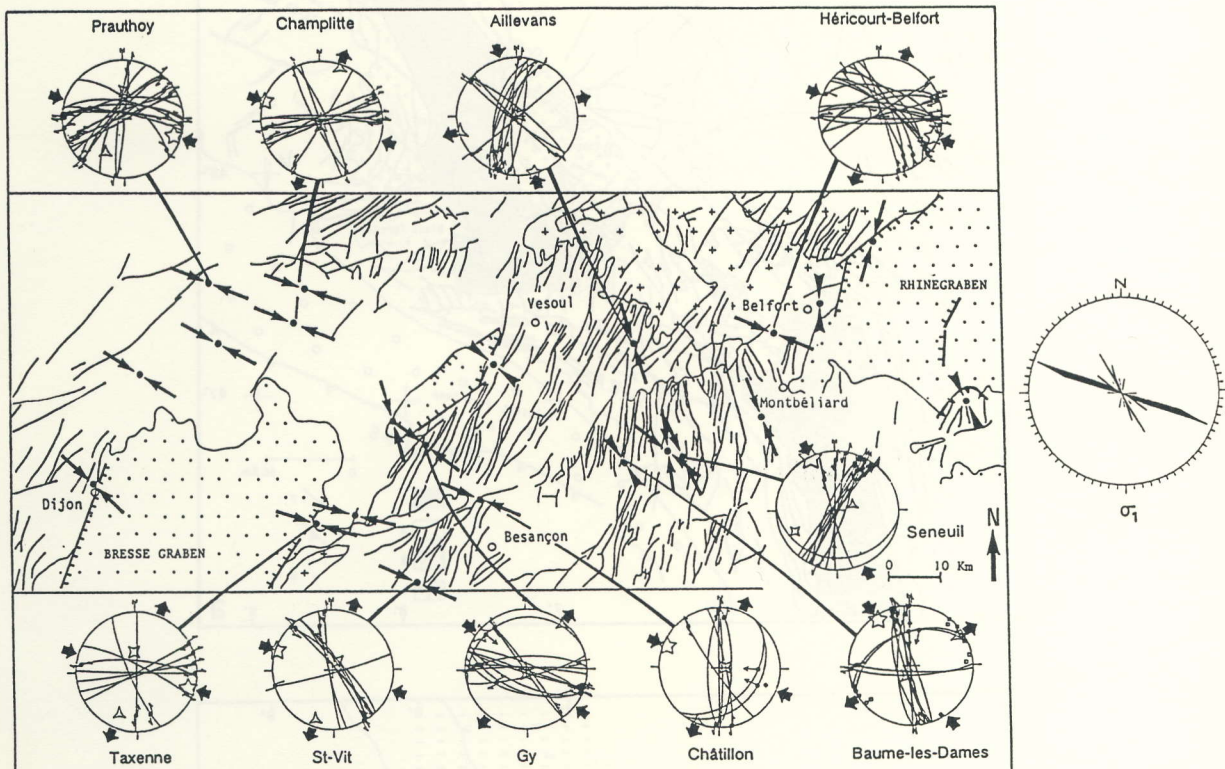 Prauthoy
Champlitte
Aillevans
Héricourt-Belfort
Vesoul
Belfort
RHINEGRABEN
Montbéliard
Dijon
BRESSE GRABEN
Besançon
Seneuil
N
0 10 Km
Taxenne
St-Vit
Gy
Châtillon
Baume-les-Dames
N
σ1